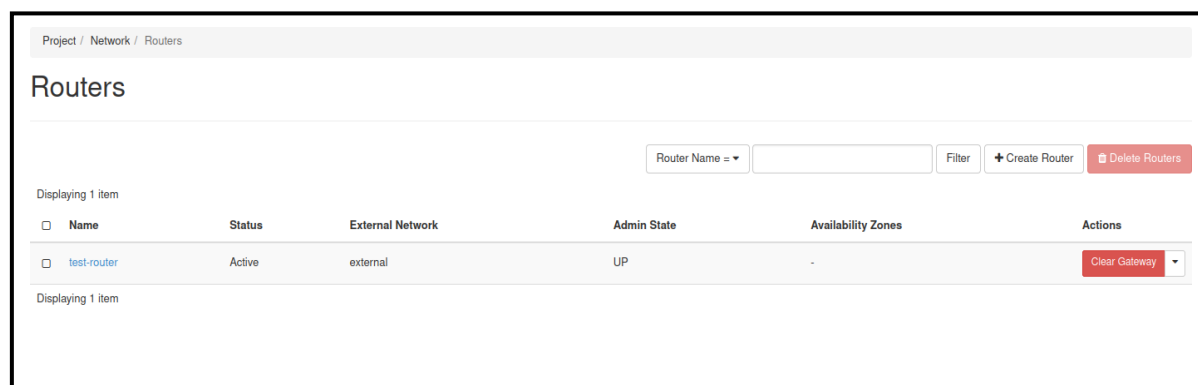 Project / Network / Routers
Routers
Router Name = Filter Create Router Delete Routers
Displaying 1 item
Name Status External Network Admin State Availability Zones Actions
test-router Active external UP - Clear Gateway
Displaying 1 item